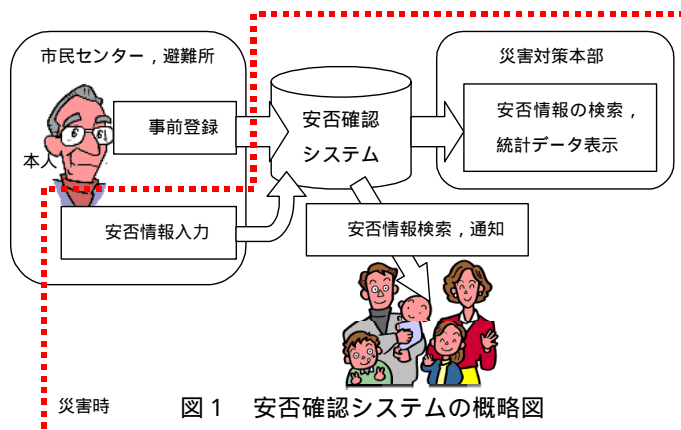 市民センター，避難所
本人
事前登録
安否情報入力
安否確認
システム
災害対策本部
安否情報の検索，
統計データ表示
安否情報検索，通知
災害時
図１　安否確認システムの概略図